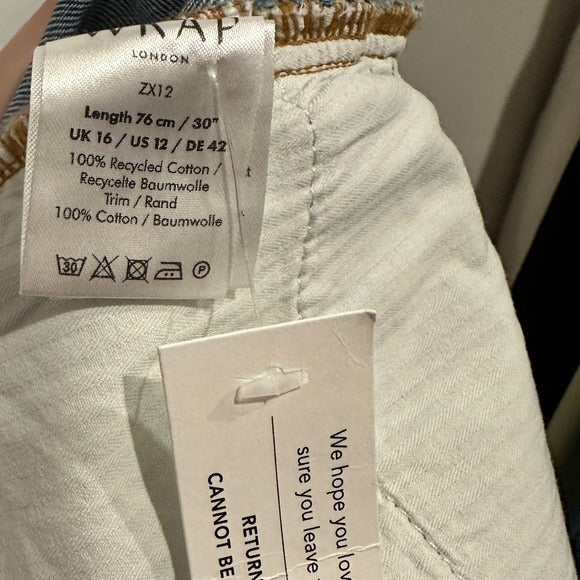 WRAP
LONDON
ZX12
Length 76 cm / 30"
UK 16 / US 12 / DE 42
100% Recycled Cotton /
Recycelte Baumwolle
Trim / Rand
100% Cotton / Baumwolle
30
P
We hope you lov
sure you leave
RETURN
CANNOT BE